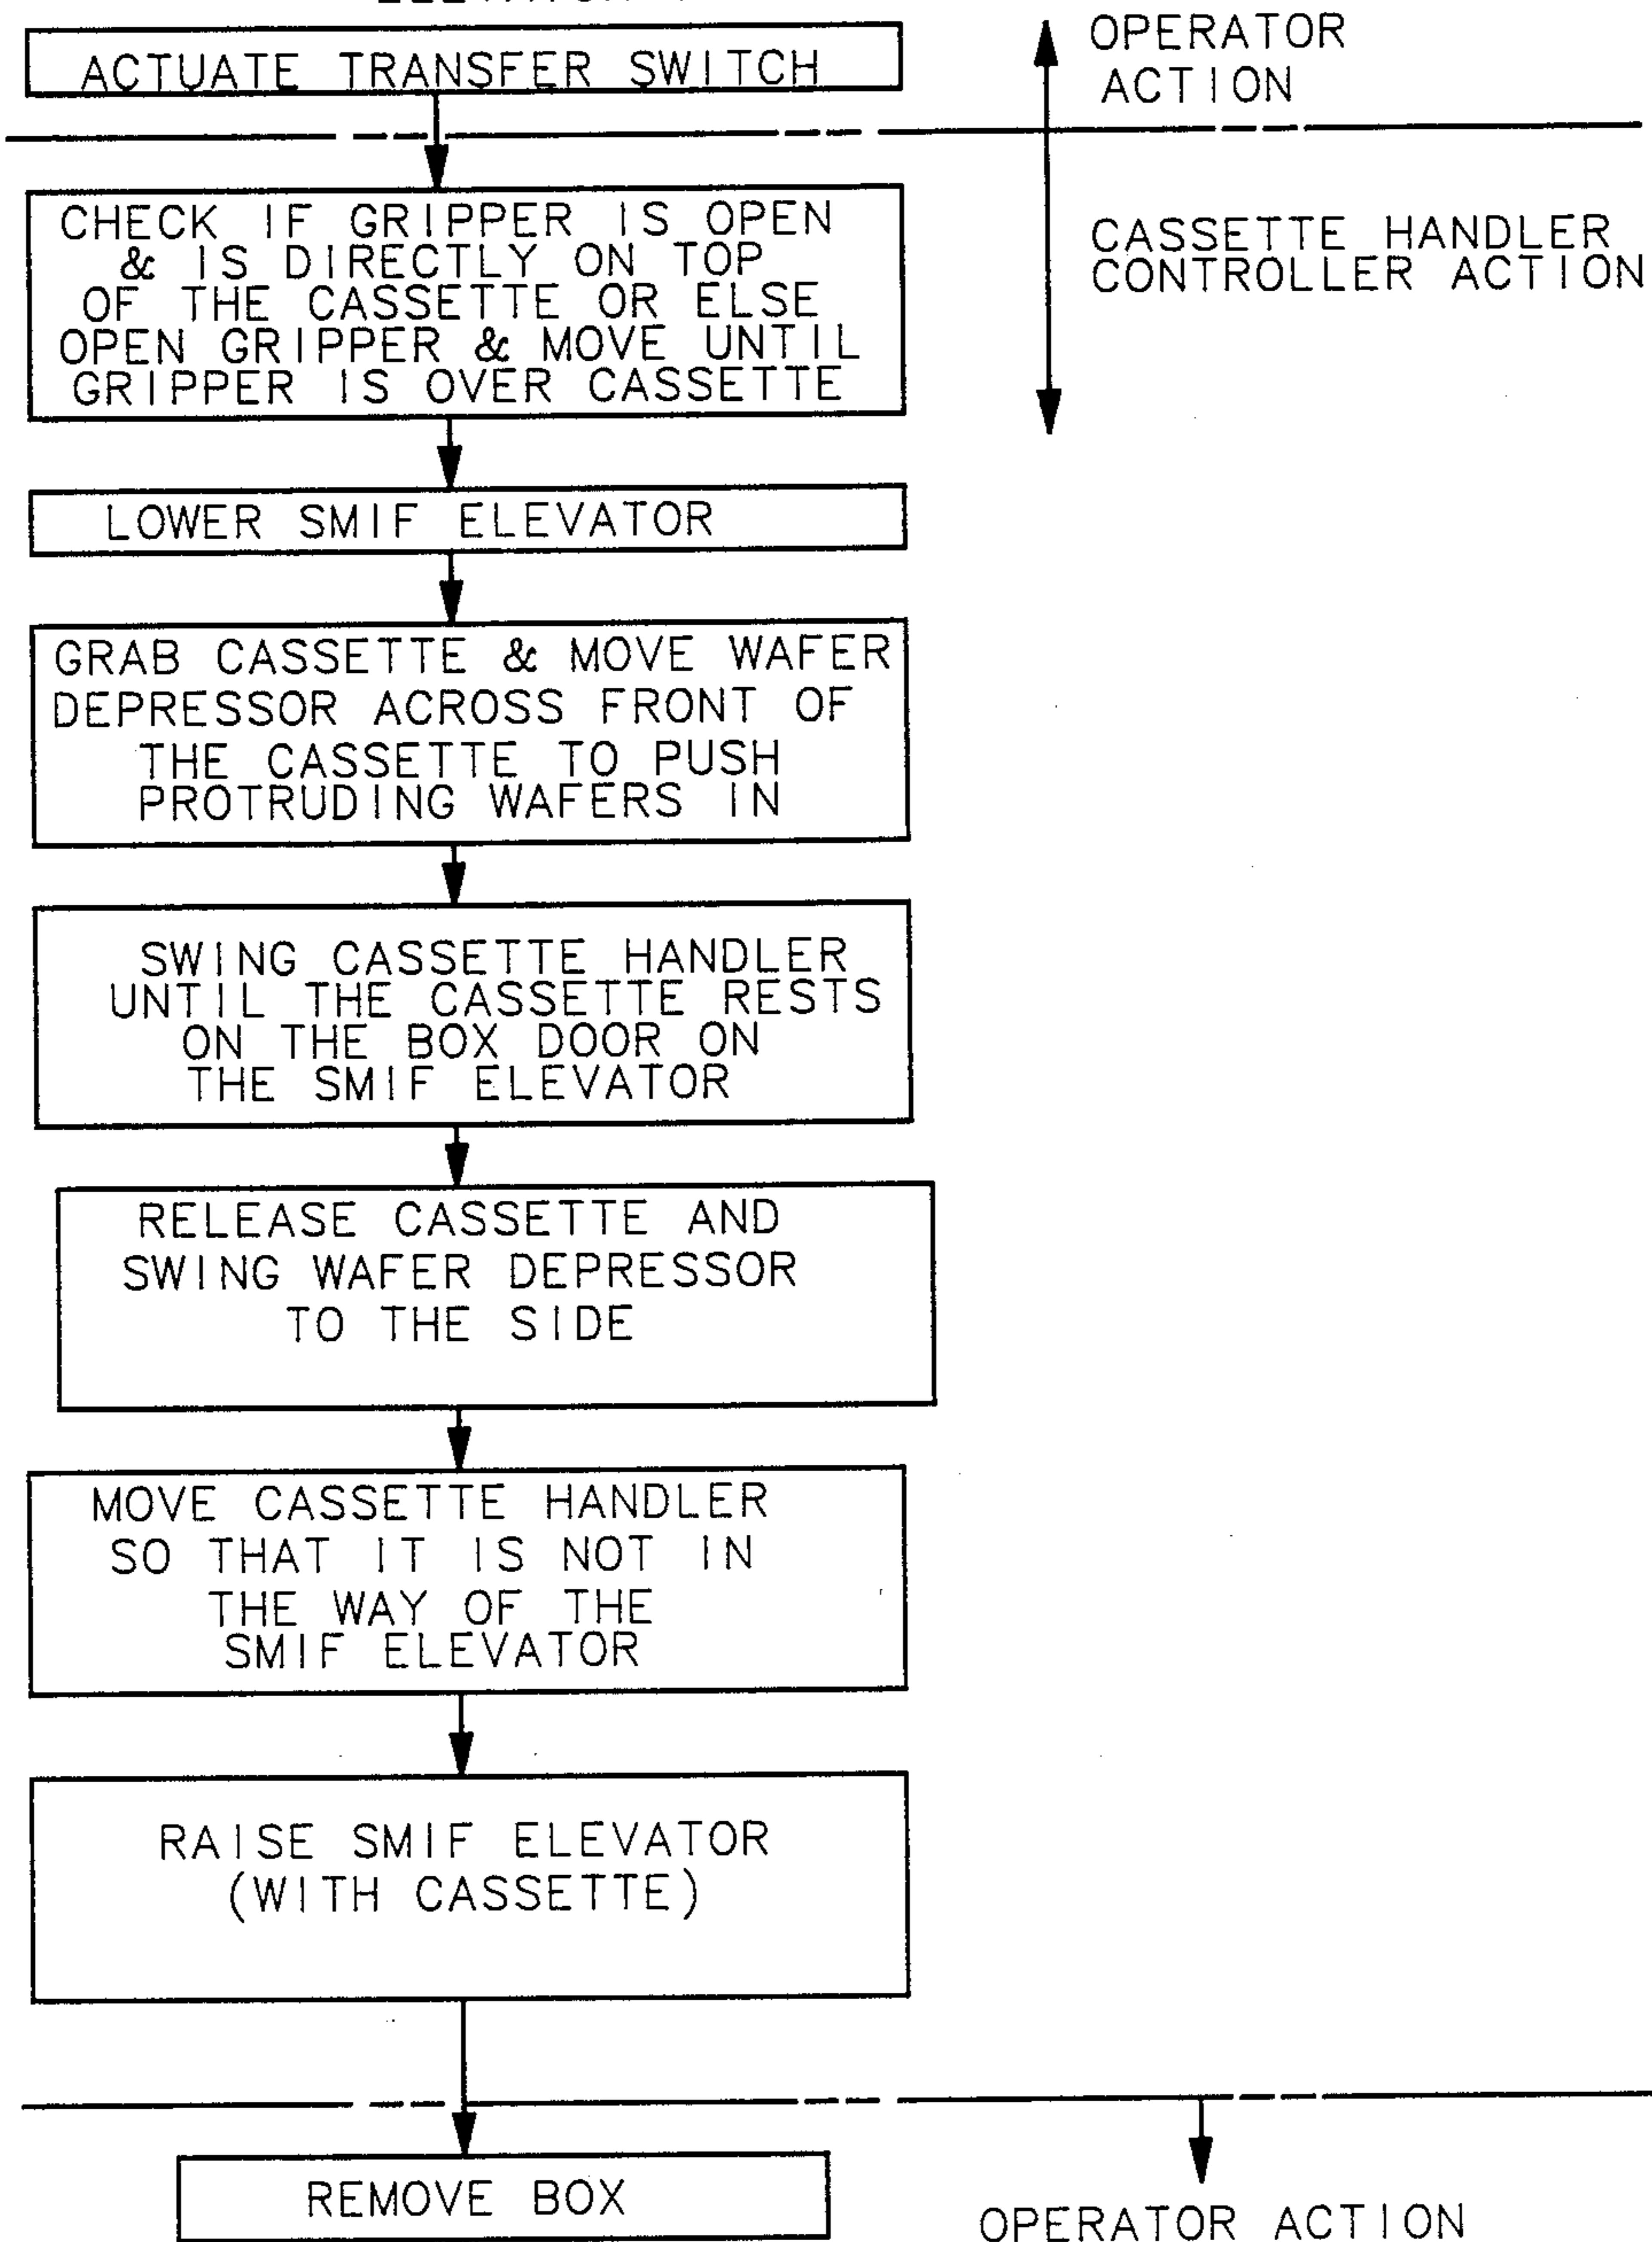 ACTUATE TRANSFER SWITCH
OPERATOR
ACTION
CHECK IF GRIPPER IS OPEN
& IS DIRECTLY ON TOP
OF THE CASSETTE OR ELSE
OPEN GRIPPER & MOVE UNTIL
GRIPPER IS OVER CASSETTE
CASSETTE HANDLER
CONTROLLER ACTION
LOWER SMIF ELEVATOR
GRAB CASSETTE & MOVE WAFER
DEPRESSOR ACROSS FRONT OF
THE CASSETTE TO PUSH
PROTRUDING WAFERS IN
SWING CASSETTE HANDLER
UNTIL THE CASSETTE RESTS
ON THE BOX DOOR ON
THE SMIF ELEVATOR
RELEASE CASSETTE AND
SWING WAFER DEPRESSOR
TO THE SIDE
MOVE CASSETTE HANDLER
SO THAT IT IS NOT IN
THE WAY OF THE
SMIF ELEVATOR
RAISE SMIF ELEVATOR
(WITH CASSETTE)
REMOVE BOX
OPERATOR ACTION